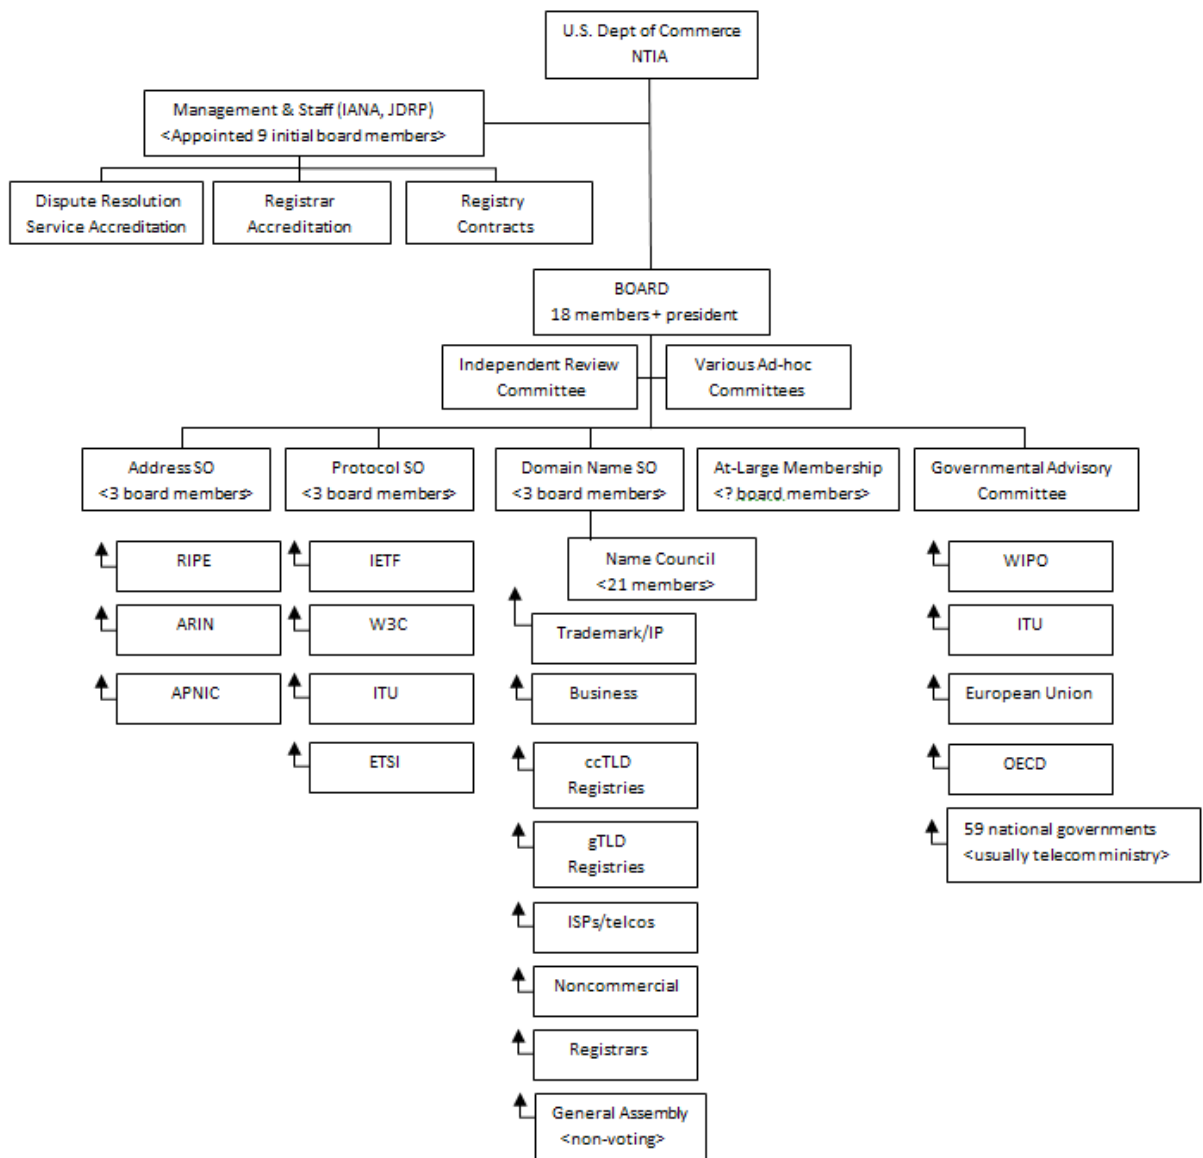 U.S. Dept of Commerce
NTIA
Management & Staff (IANA, JDRP)
<Appointed 9 initial board members>
Dispute Resolution
Service Accreditation
Registrar
Accreditation
Registry
Contracts
BOARD
18 members + president
Independent Review
Committee
Various Ad-hoc
Committees
Address SO
<3 board members>
Protocol SO
<3 board members>
Domain Name SO
<3 board members>
At-Large Membership
<? board members>
Governmental Advisory
Committee
RIPE
ARIN
APNIC
IETF
W3C
ITU
ETSI
Name Council
<21 members>
Trademark/IP
Business
ccTLD
Registries
gTLD
Registries
ISPs/telcos
Noncommercial
Registrars
General Assembly
<non-voting>
WIPO
ITU
European Union
OECD
59 national governments
<usually telecom ministry>